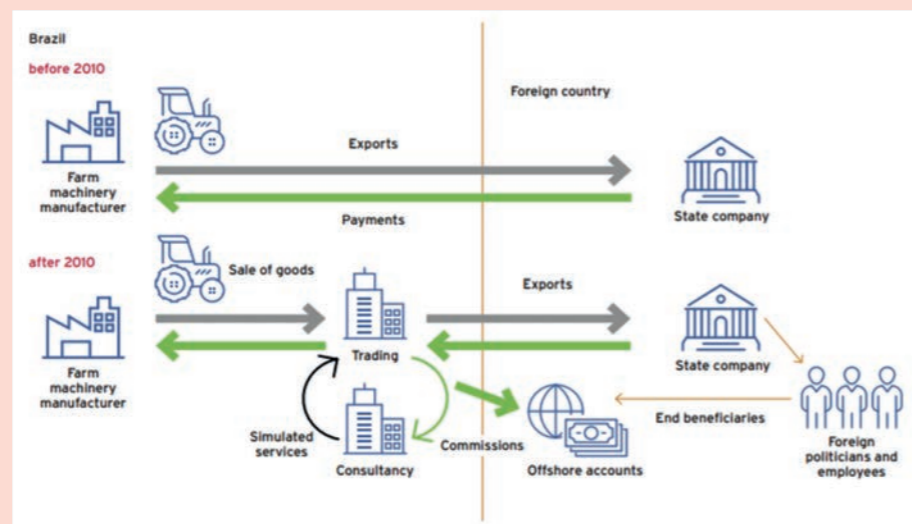 Brazil
before 2010
Foreign country
Exports
Farm
machinery
manufacturer
State company
Payments
after 2010
Sale of goods
Exports
Trading
State company
Farm
machinery
manufacturer
End beneficiaries
Simulated
services
Commissions
Consultancy
Offshore accounts
Foreign
politicians and
employees